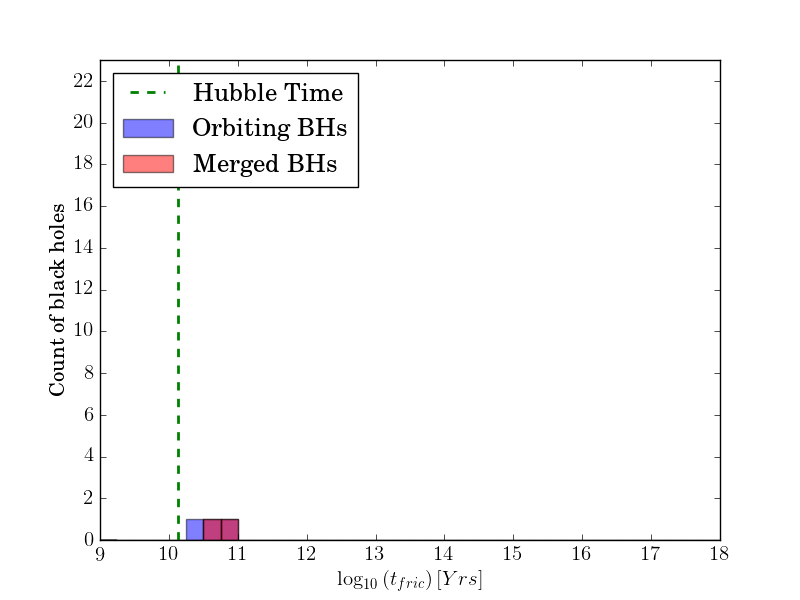 Hubble Time
Orbiting BHs
Merged BHs
Count of black holes
22
20
18
16
14
12
10
8
6
4
2
0
9 10 11 12 13 14 15 16 17 18
log₁₀ (t_fric) [Yrs]